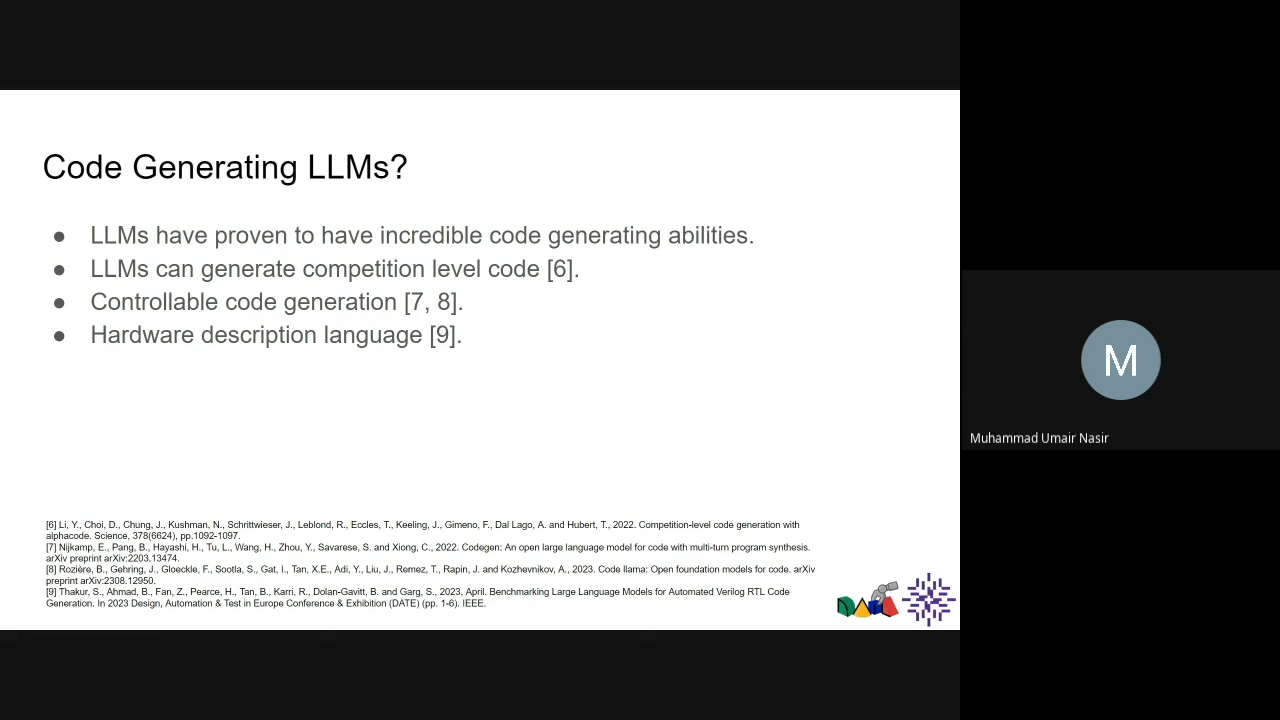 Code Generating LLMs?
● LLMs have proven to have incredible code generating abilities.
● LLMs can generate competition level code [6].
● Controllable code generation [7, 8].
● Hardware description language [9].
[6] Li, Y., Choi, D., Chung, J., Kushman, N., Schrittwieser, J., Leblond, R., Eccles, T., Keeling, J., Gimeno, F., Dal Lago, A. and Hubert, T., 2022. Competition-level code generation with
alphacode. Science, 378(6624), pp.1092-1097.
[7] Nijkamp, E., Pang, B., Hayashi, H., Tu, L., Wang, H., Zhou, Y., Savarese, S. and Xiong, C., 2022. Codegen: An open large language model for code with multi-turn program synthesis.
arXiv preprint arXiv:2203.13474.
[8] Rozière, B., Gehring, J., Gloeckle, F., Sootla, S., Gat, I., Tan, X.E., Adi, Y., Liu, J., Remez, T., Rapin, J. and Kozhevnikov, A., 2023. Code llama: Open foundation models for code. arXiv
preprint arXiv:2308.12950.
[9] Thakur, S., Ahmad, B., Fan, Z., Pearce, H., Tan, B., Karri, R., Dolan-Gavitt, B. and Garg, S., 2023, April. Benchmarking Large Language Models for Automated Verilog RTL Code
Generation. In 2023 Design, Automation & Test in Europe Conference & Exhibition (DATE) (pp. 1-6). IEEE.
M
Muhammad Umair Nasir